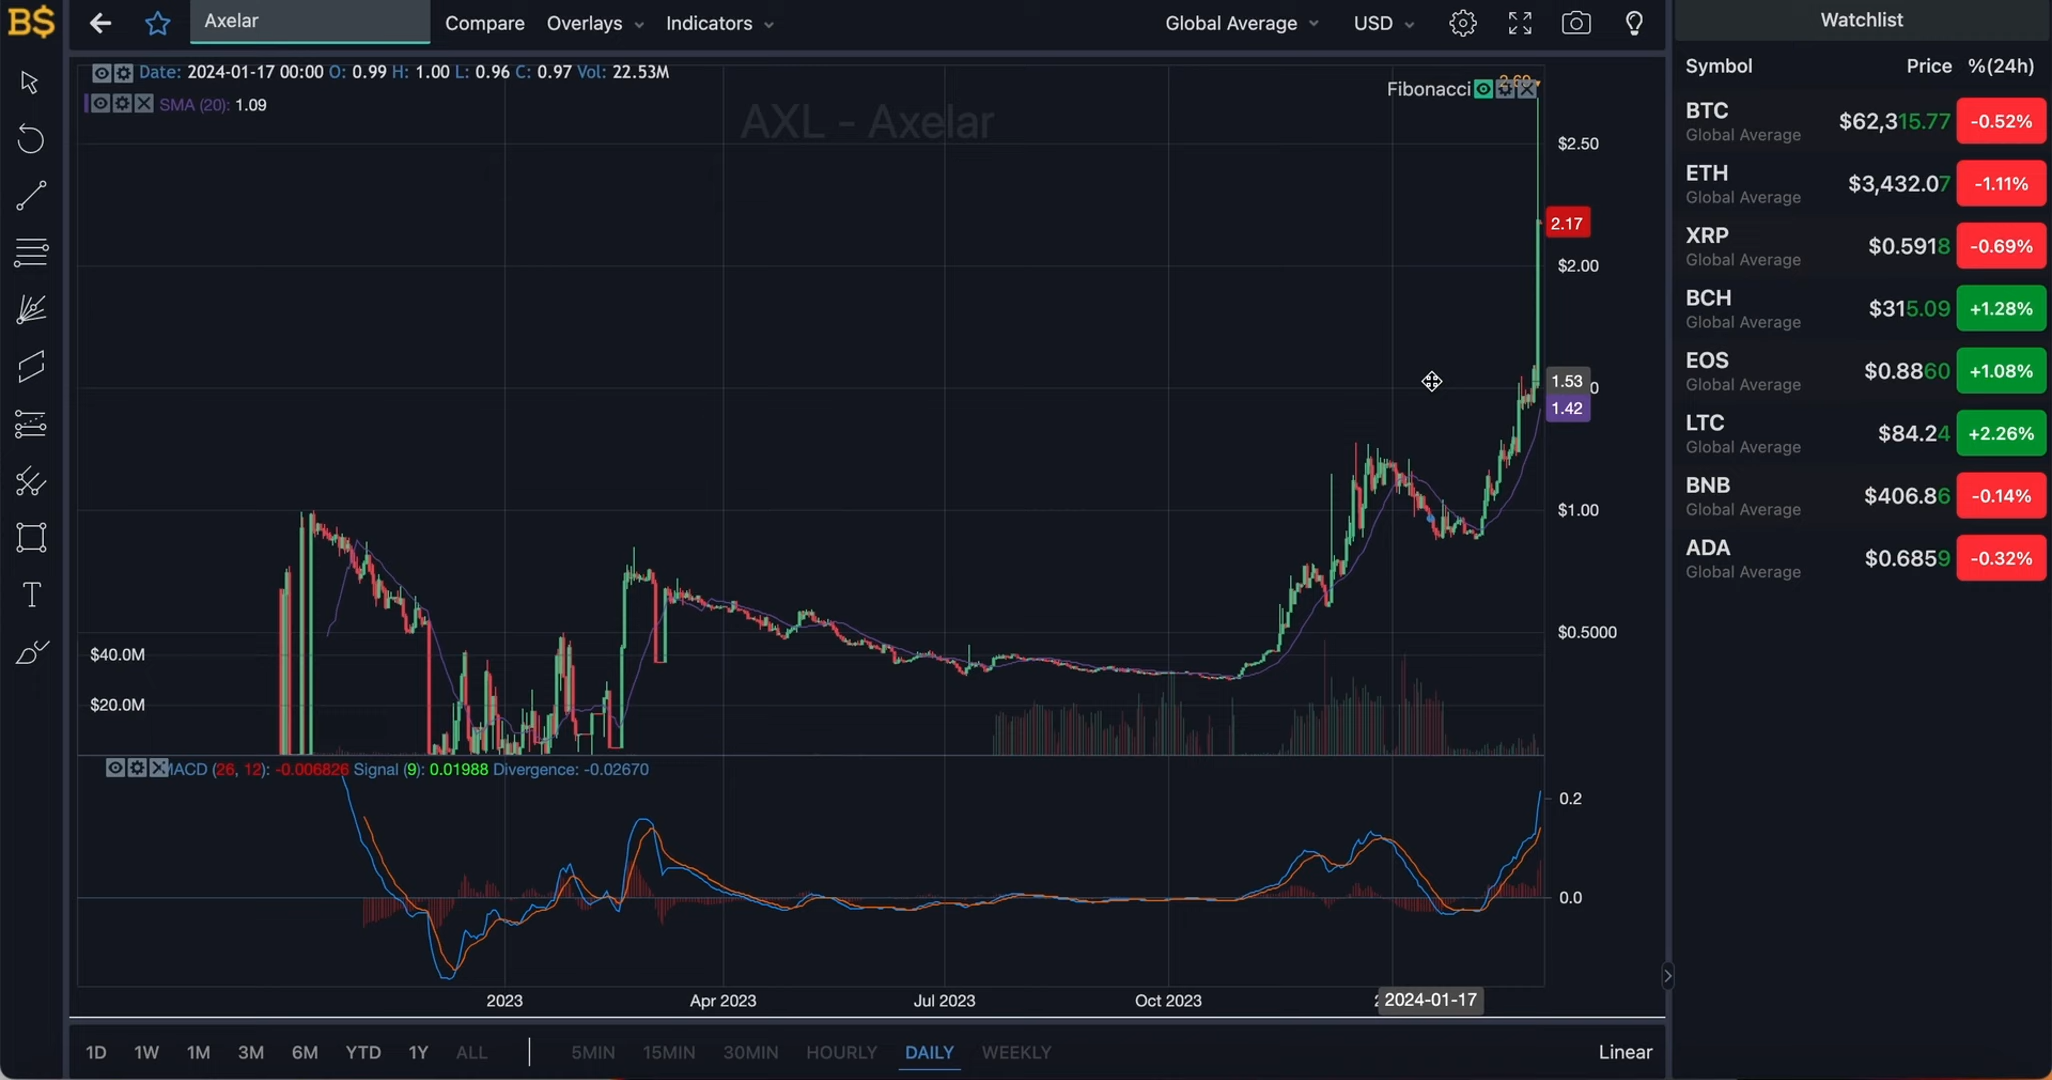 B$
Axelar
Compare
Overlays
Indicators
Global Average
USD
Date: 2024-01-17 00:00 O: 0.99 H: 1.00 L: 0.96 C: 0.97 Vol: 22.53M
SMA (20): 1.09
AXL - Axelar
Fibonacci
2.69
$2.50
2.17
$2.00
1.53
1.42
$1.00
$0.5000
$40.0M
$20.0M
MACD (26, 12): -0.006826 Signal (9): 0.01988 Divergence: -0.02670
0.2
0.0
2023
Apr 2023
Jul 2023
Oct 2023
2024-01-17
1D
1W
1M
3M
6M
YTD
1Y
ALL
5MIN
15MIN
30MIN
HOURLY
DAILY
WEEKLY
Linear
Watchlist
Symbol Price %(24h)
BTC $62,315.77 -0.52%
Global Average
ETH $3,432.07 -1.11%
Global Average
XRP $0.5918 -0.69%
Global Average
BCH $315.09 +1.28%
Global Average
EOS $0.8860 +1.08%
Global Average
LTC $84.24 +2.26%
Global Average
BNB $406.86 -0.14%
Global Average
ADA $0.6859 -0.32%
Global Average